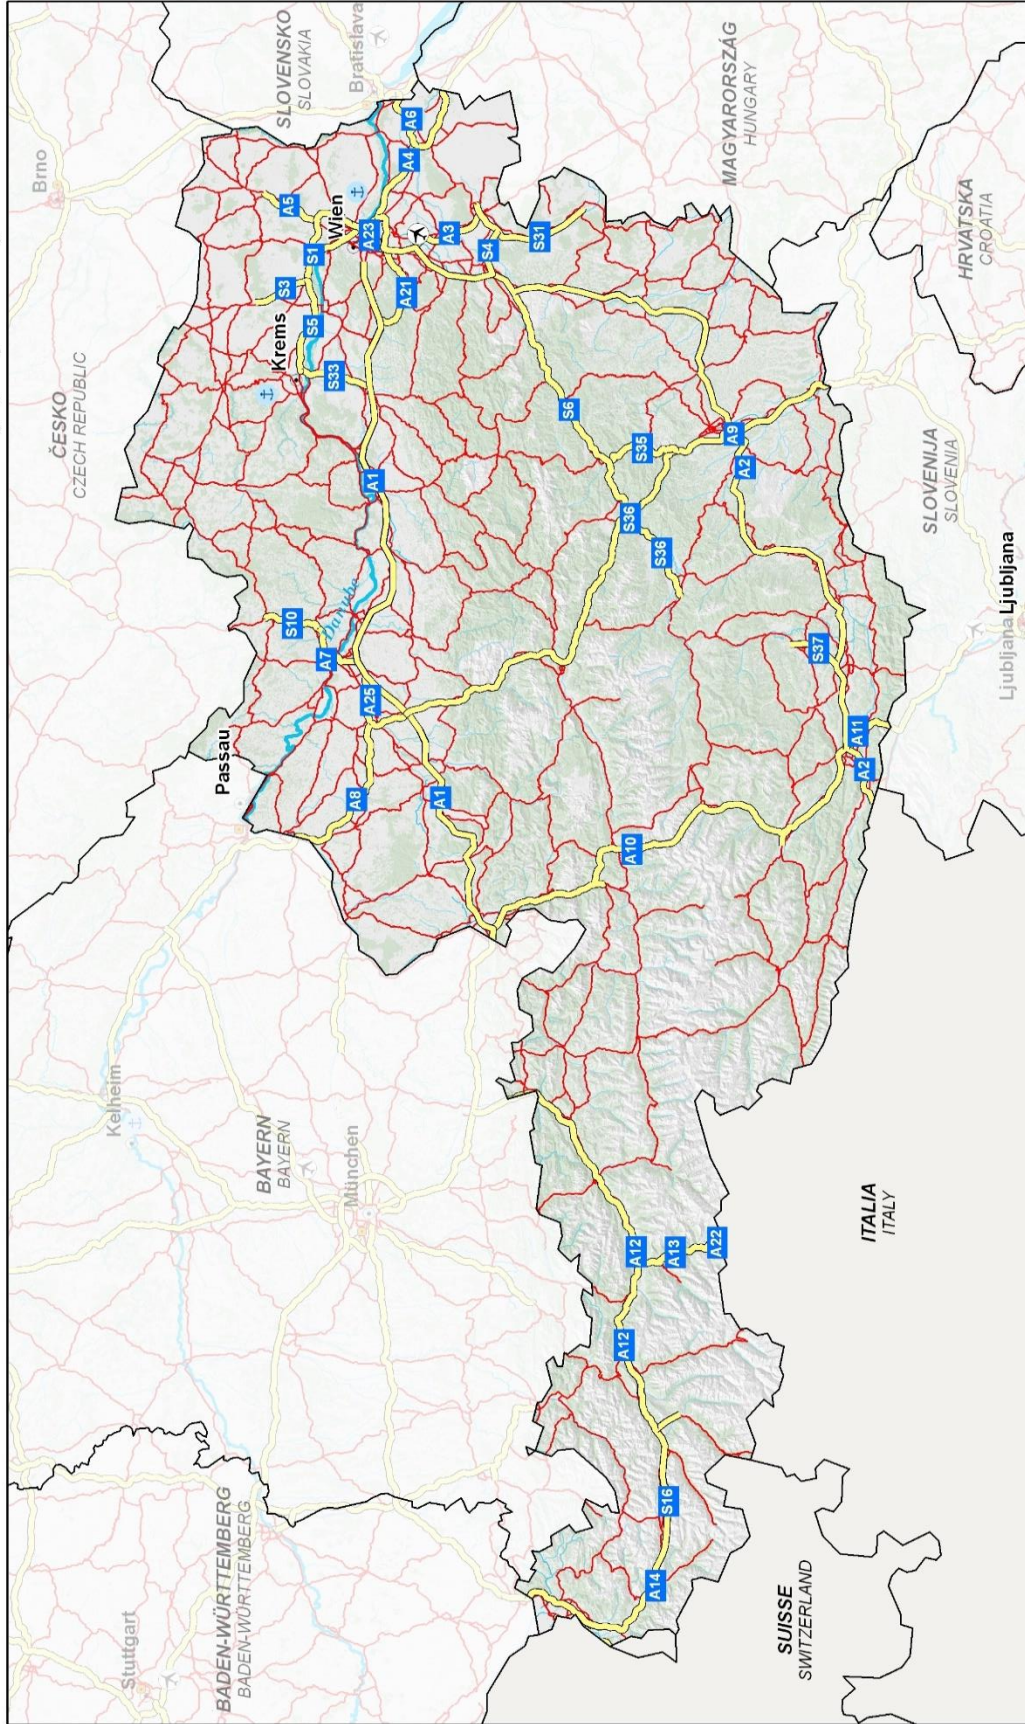 Brno
SLOVENSKO
SLOVAKIA
Bratislava
ČESKO
CZECH REPUBLIC
MAGYARORSZÁG
HUNGARY
HRVATSKA
CROATIA
SLOVENIJA
SLOVENIA
Ljubljana
Ljubljana
Wien
Krems
Danube
Passau
Kelheim
BAYERN
BAYERN
München
Stuttgart
BADEN-WÜRTTEMBERG
BADEN-WÜRTTEMBERG
SUISSE
SWITZERLAND
ITALIA
ITALY
A5
S3
S1
S5
A23
A21
S33
A4
A6
A3
S4
S31
A1
S10
A7
A25
A8
A1
S6
S35
S36
S36
A9
A2
S37
A11
A2
A10
A12
A13
A22
A12
S16
A14